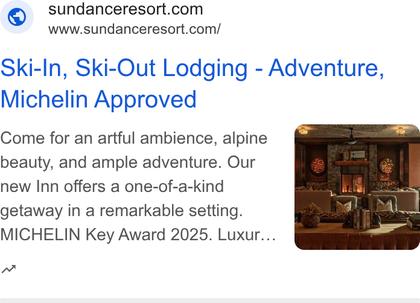 sundanceresort.com
www.sundanceresort.com/
Ski-In, Ski-Out Lodging - Adventure,
Michelin Approved
Come for an artful ambience, alpine
beauty, and ample adventure. Our
new Inn offers a one-of-a-kind
getaway in a remarkable setting.
MICHELIN Key Award 2025. Luxur…